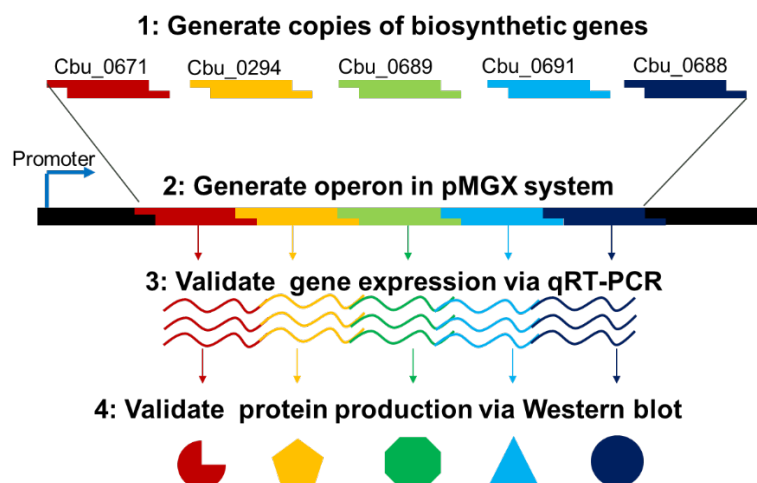 1: Generate copies of biosynthetic genes
Cbu_0671 Cbu_0294 Cbu_0689 Cbu_0691 Cbu_0688
Promoter
2: Generate operon in pMGX system
3: Validate gene expression via qRT-PCR
4: Validate protein production via Western blot